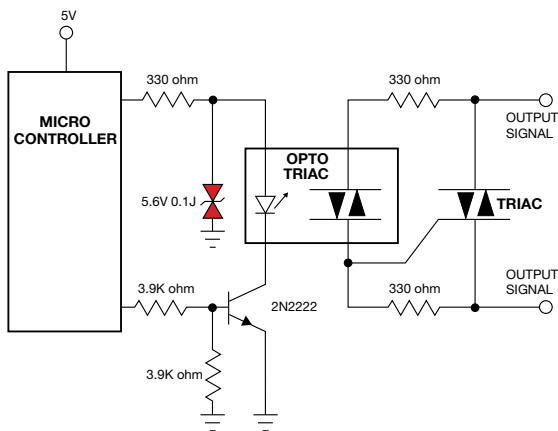 5V
330 ohm
330 ohm
MICRO
CONTROLLER
OUTPUT
SIGNAL
OPTO
TRIAC
5.6V 0.1J
TRIAC
OUTPUT
SIGNAL
3.9K ohm
2N2222
330 ohm
3.9K ohm